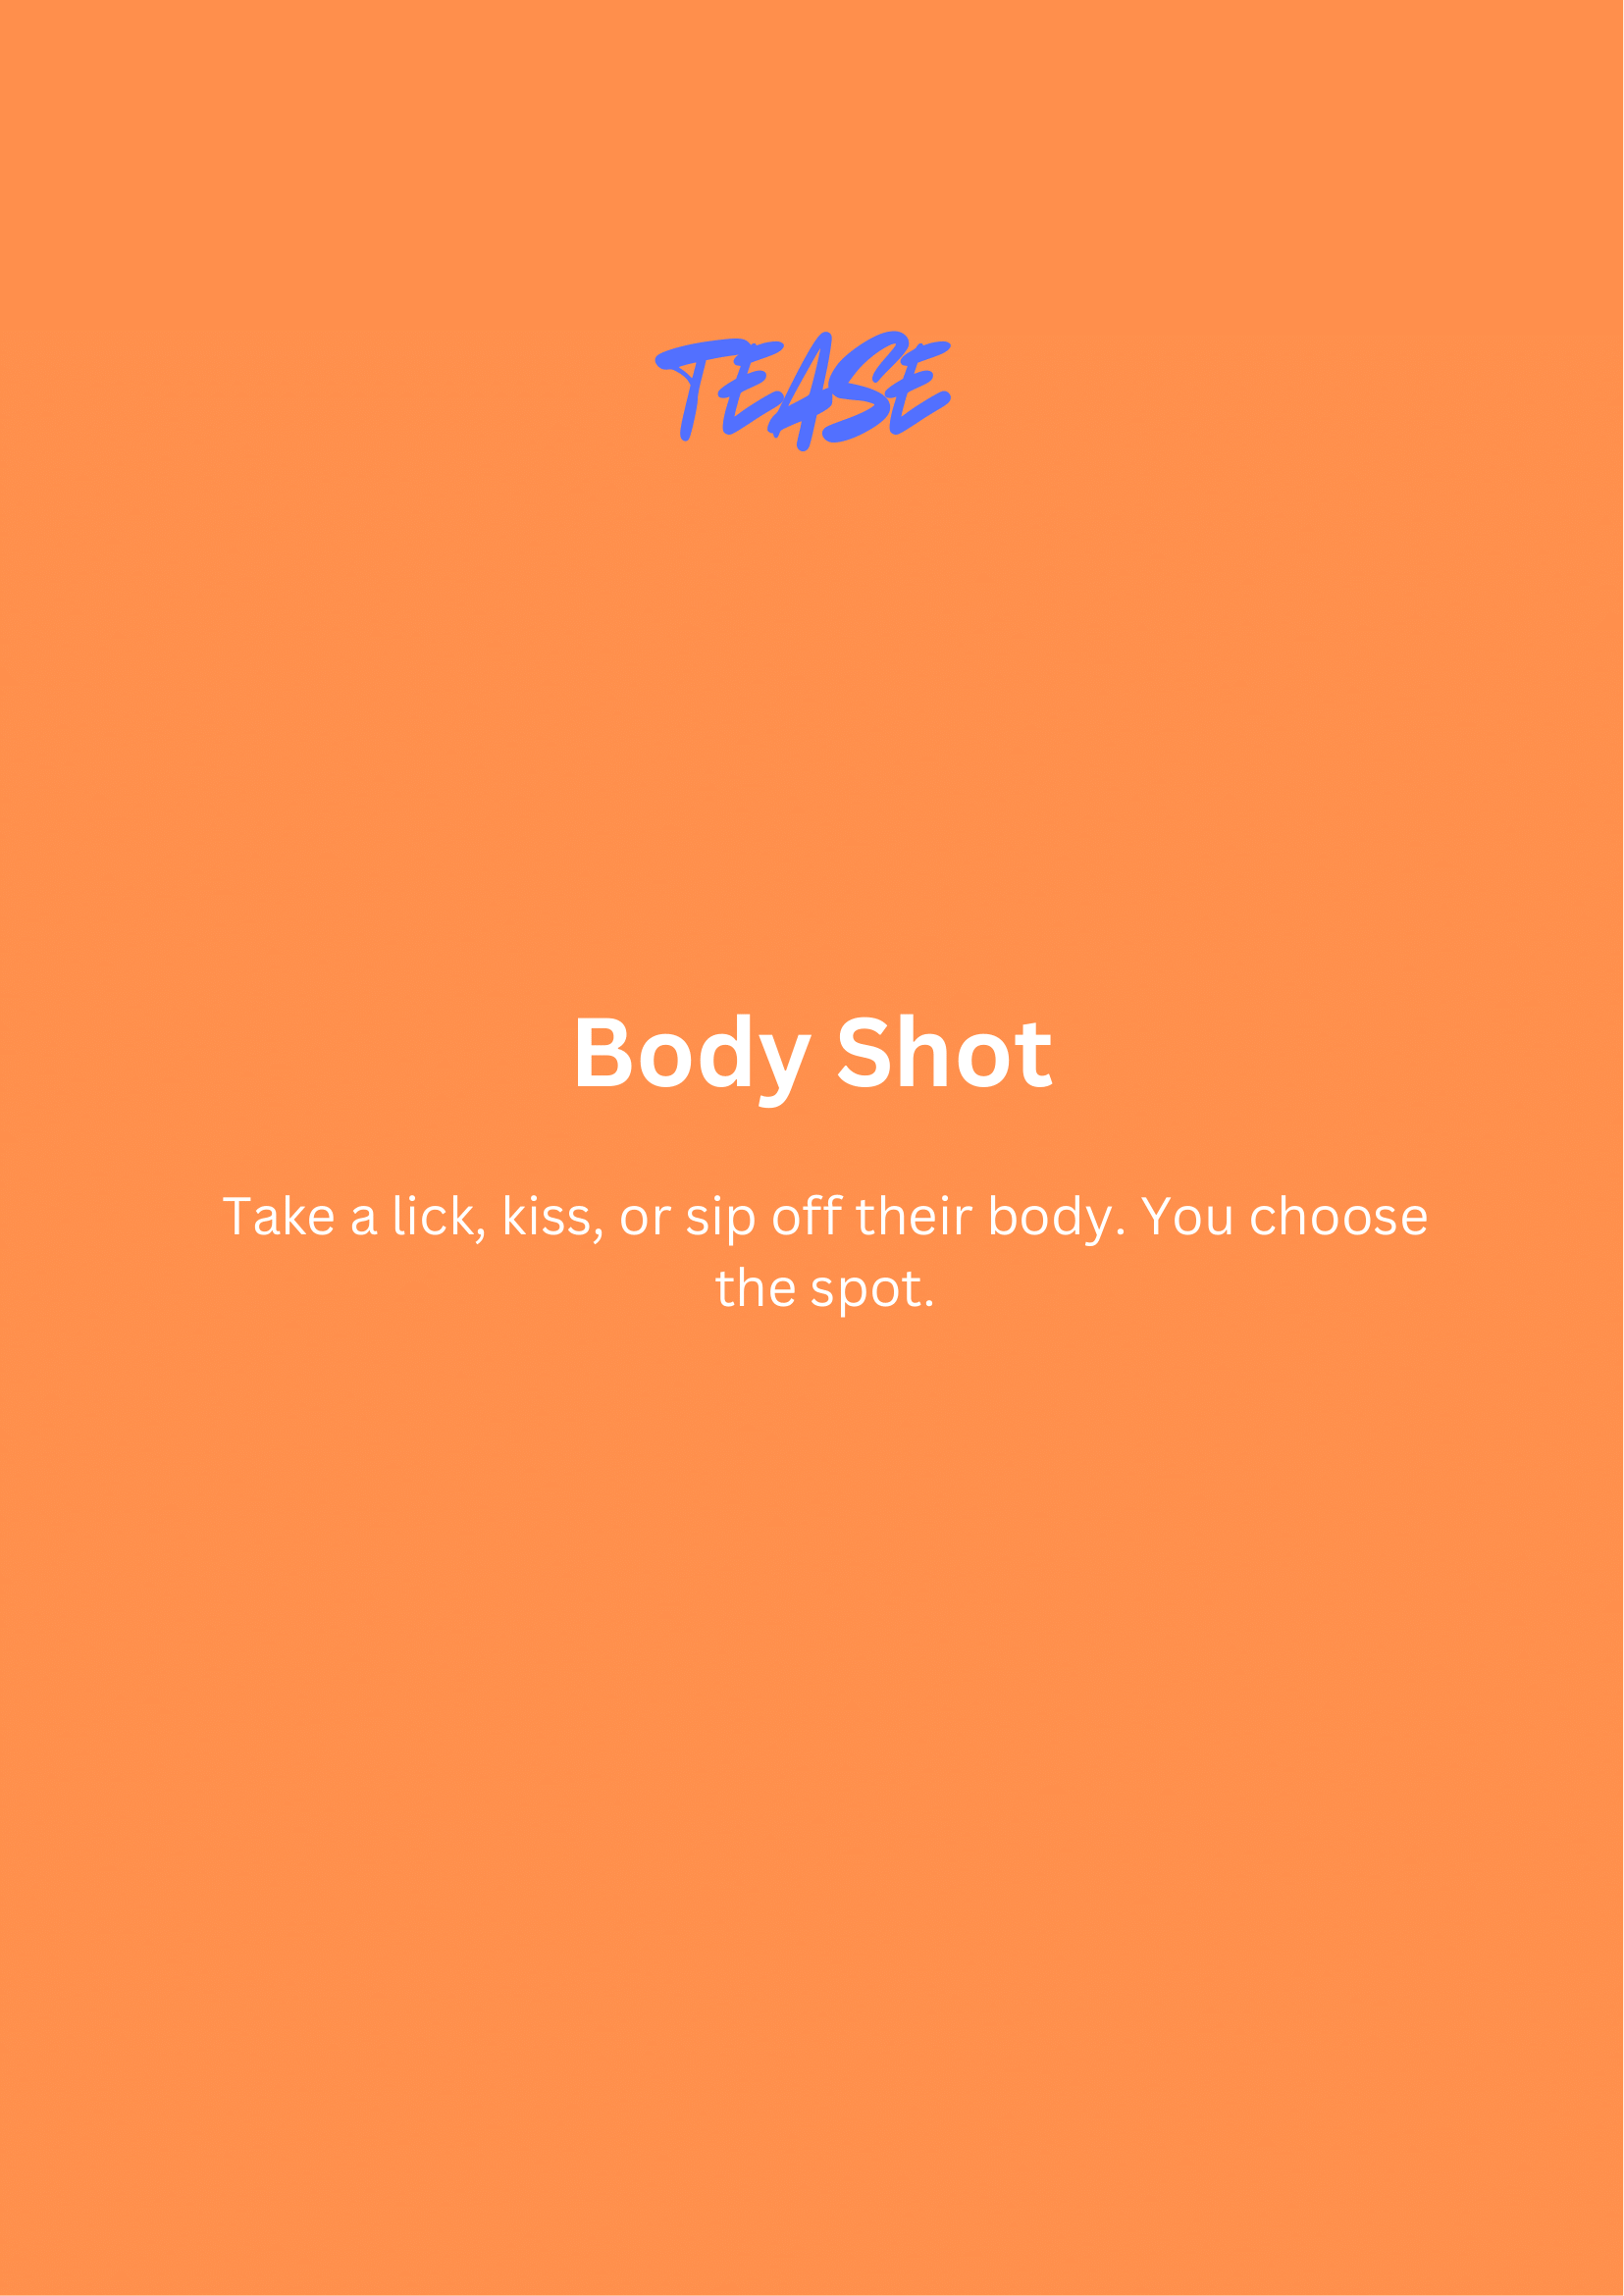 TEASE
Body Shot
Take a lick, kiss, or sip off their body. You choose
the spot.